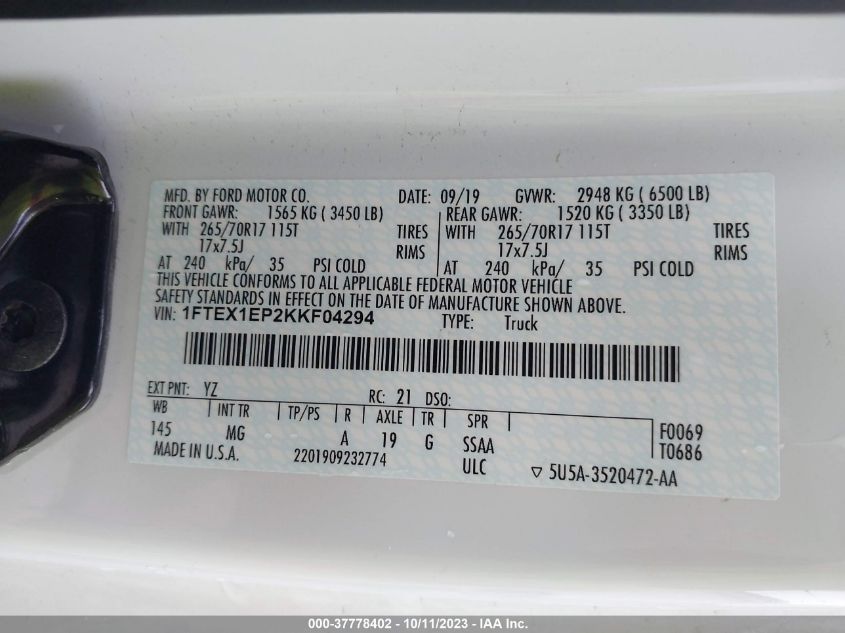 MFD. BY FORD MOTOR CO. DATE: 09/19 GVWR: 2948 KG ( 6500 LB)
FRONT GAWR: 1565 KG ( 3450 LB) REAR GAWR: 1520 KG ( 3350 LB)
WITH 265/70R17 115T TIRES WITH 265/70R17 115T TIRES
17x7.5J RIMS 17x7.5J RIMS
AT 240 kPa/ 35 PSI COLD AT 240 kPa/ 35 PSI COLD
THIS VEHICLE CONFORMS TO ALL APPLICABLE FEDERAL MOTOR VEHICLE
SAFETY STANDARDS IN EFFECT ON THE DATE OF MANUFACTURE SHOWN ABOVE.
VIN: 1FTEX1EP2KKF04294 TYPE: Truck
EXT PNT: YZ RC: 21 DSO:
WB INT TR TP/PS R AXLE TR SPR
145 MG A 19 G SSAA F0069
MADE IN U.S.A. 2201909232774 ULC T0686
▽ 5U5A-3520472-AA
000-37778402 - 10/11/2023 - IAA Inc.